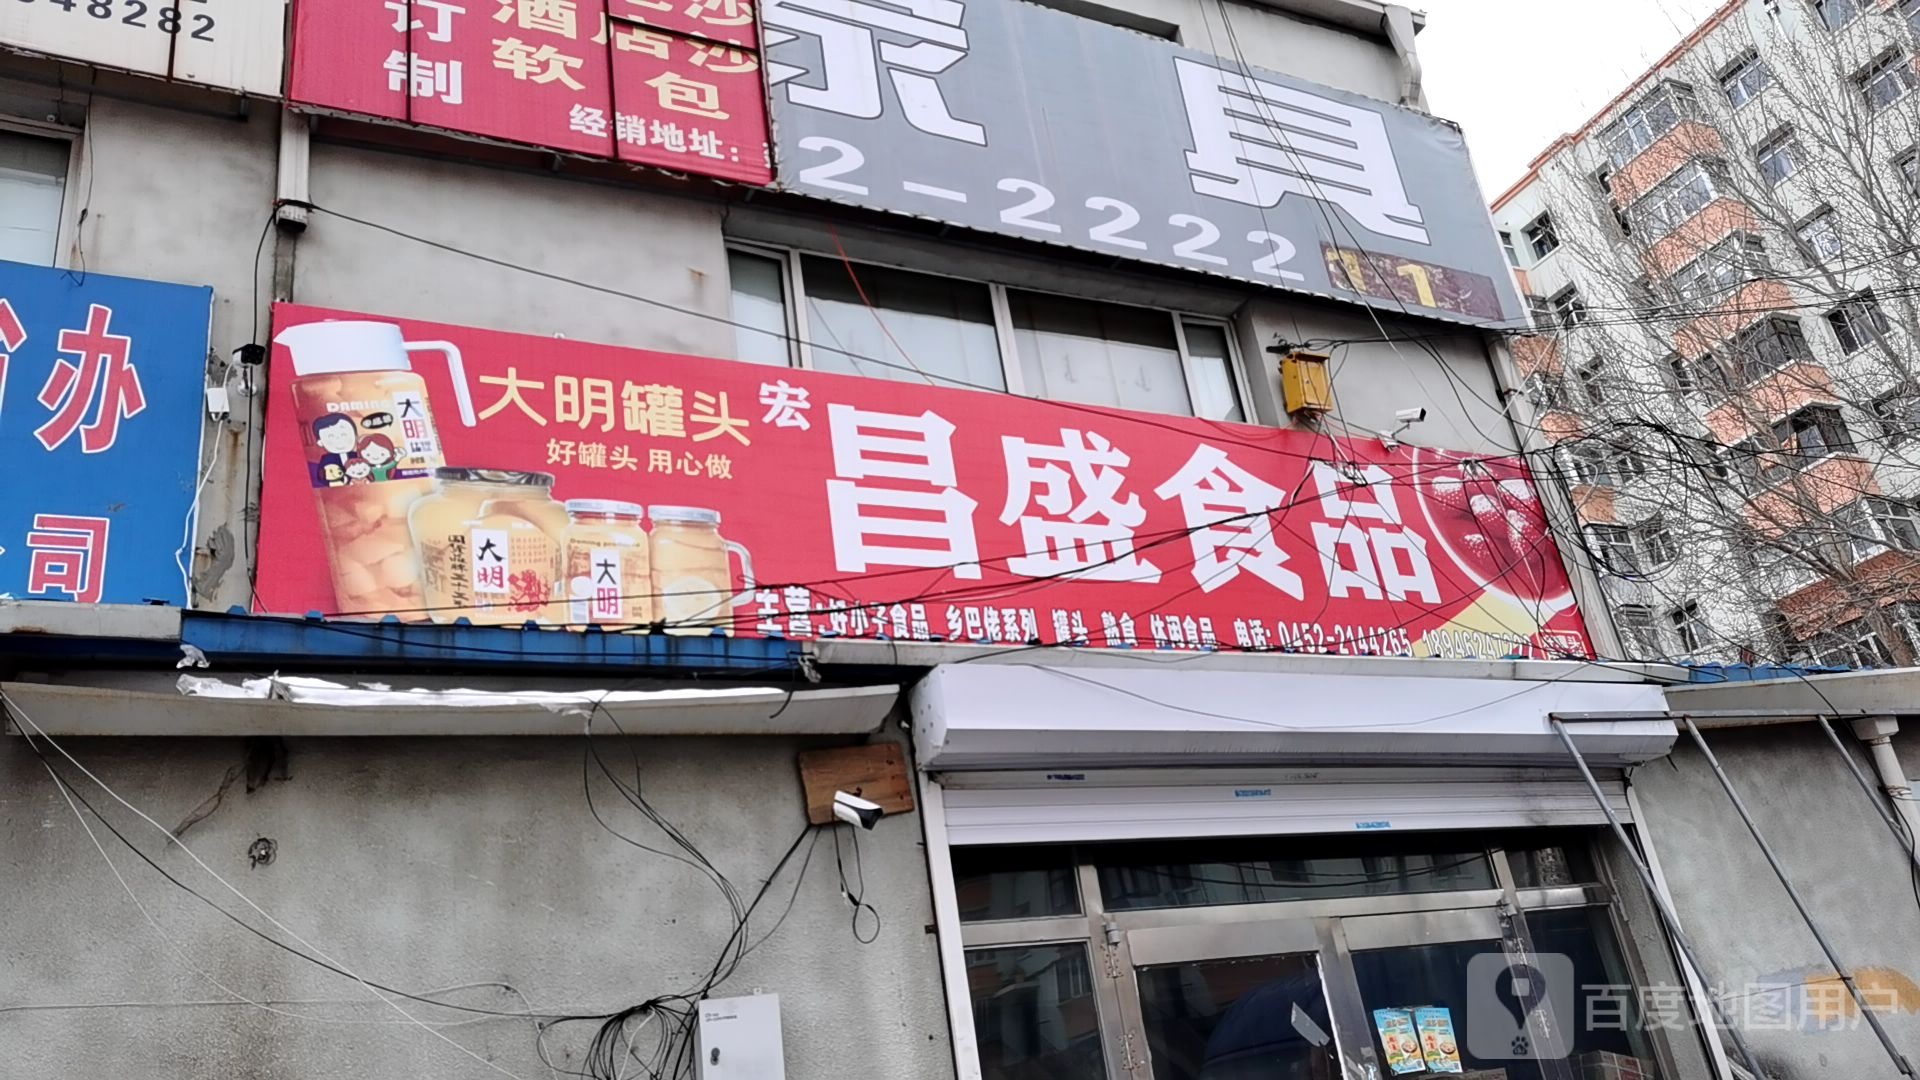 48282
订
制
酒店沙
软包
经销地址：
家具
2-2222
11
办
司
大明罐头
好罐头 用心做
宏
昌盛食品
主营：好小子食品 乡巴佬系列 罐头 熟食 休闲食品 电话：0452-2144265
大明
大明
大明
百度地图用户